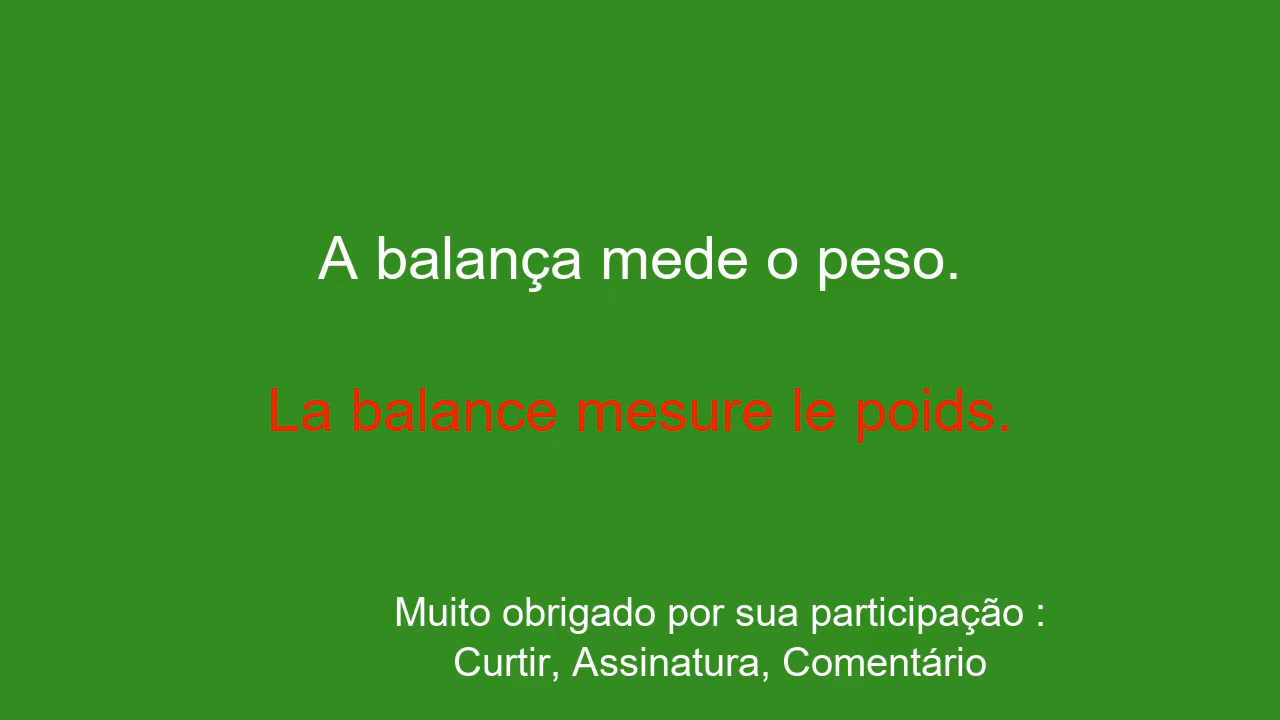 A balança mede o peso.
La balance mesure le poids.
Muito obrigado por sua participação :
Curtir, Assinatura, Comentário